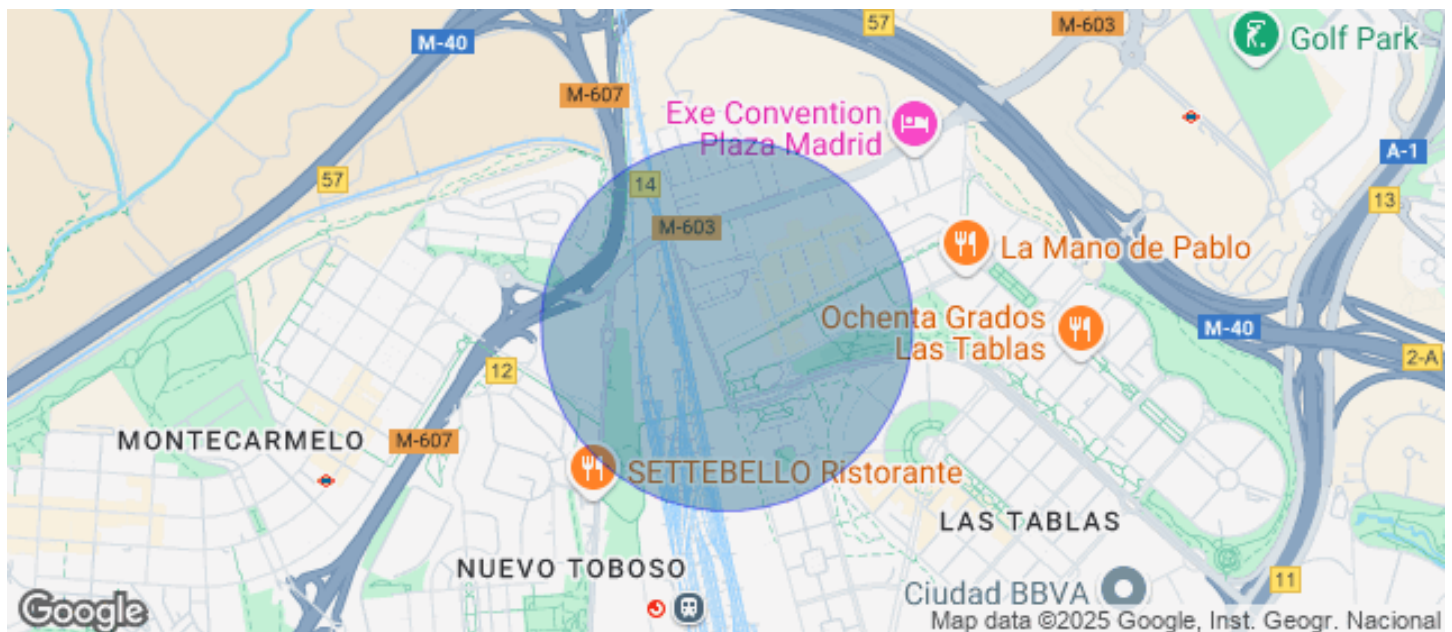 57
M-603
Golf Park
M-40
M-607
Exe Convention
Plaza Madrid
A-1
57
14
13
M-603
La Mano de Pablo
Ochenta Grados
Las Tablas
M-40
2-A
12
MONTECARMELO
M-607
SETTEBELLO Ristorante
LAS TABLAS
NUEVO TOBOSO
11
Ciudad BBVA
Google
Map data ©2025 Google, Inst. Geogr. Nacional